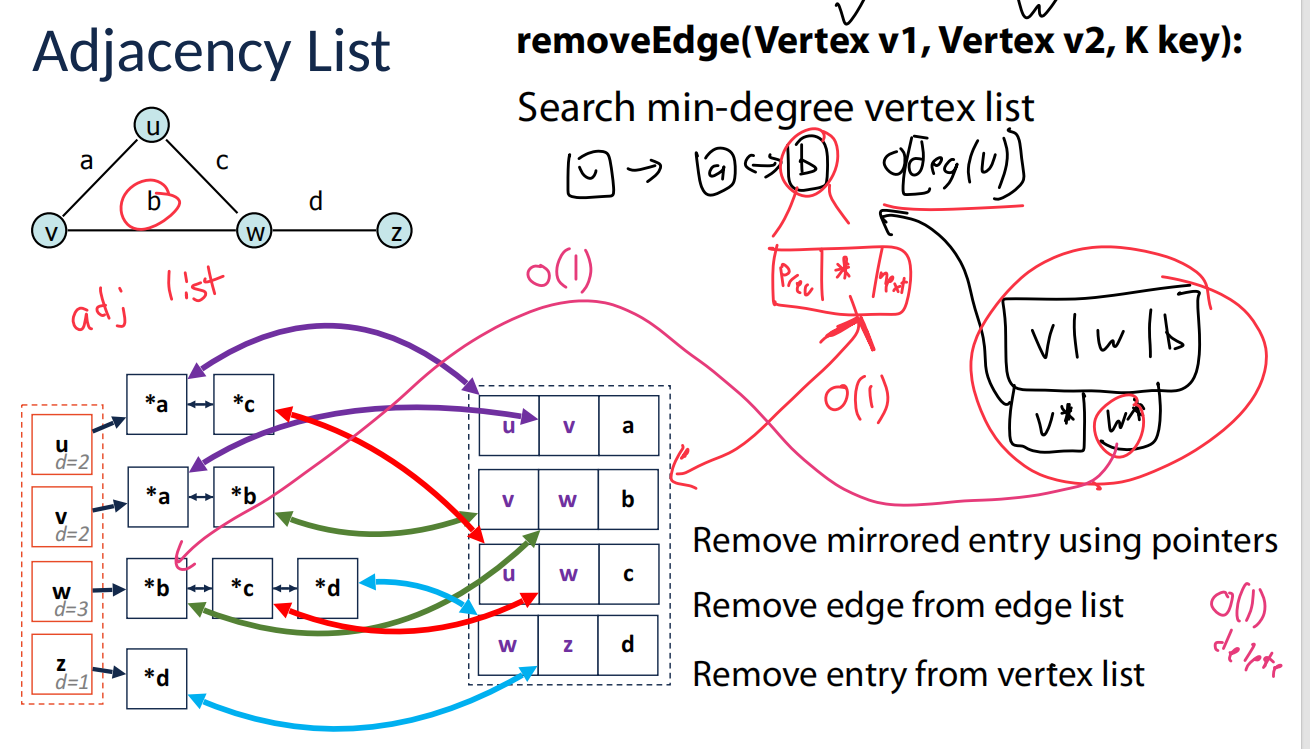 Adjacency List
v w
removeEdge(Vertex v1, Vertex v2, K key):
Search min-degree vertex list
u
a c
b d
v w z
adj list
v → a ↔ b O[deg(v)]
Prev * next
O(1)
O(1)
V | w | b
v* w*
*a *c
u
d=2
*a *b
v
d=2
*b *c *d
w
d=3
*d
z
d=1
u v a
v w b
u w c
w z d
Remove mirrored entry using pointers
Remove edge from edge list
O(1)
delete
Remove entry from vertex list